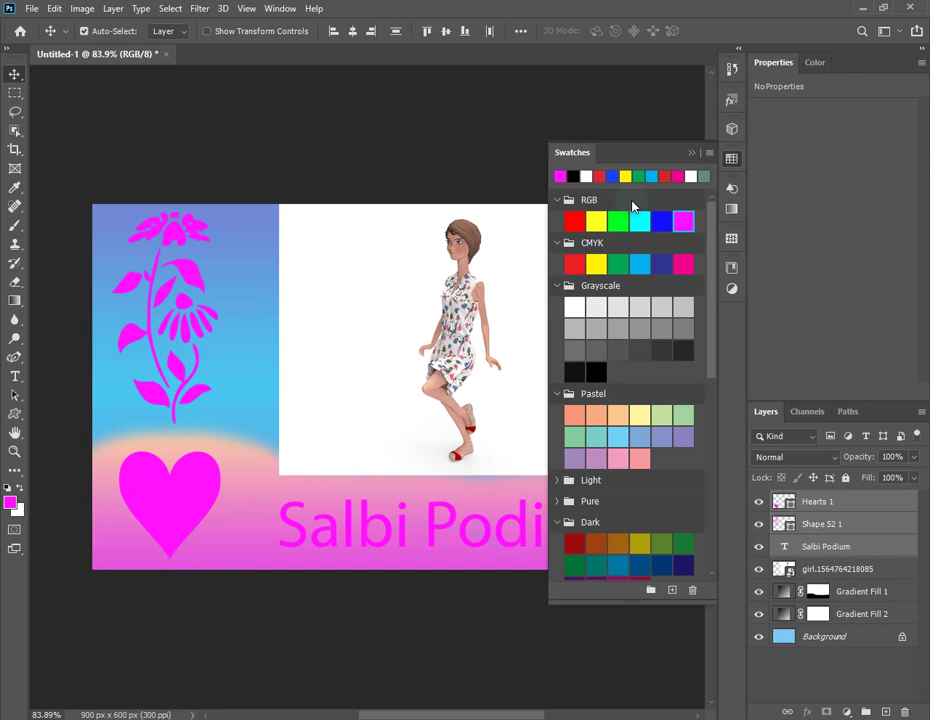 Ps File Edit Image Layer Type Select Filter 3D View Window Help
Auto-Select: Layer Show Transform Controls 3D Mode:
Untitled-1 @ 83.9% (RGB/8) *
Properties Color
No Properties
Swatches
RGB
CMYK
Grayscale
Pastel
Light
Pure
Dark
Salbi Podi
Layers Channels Paths
Kind
Normal Opacity: 100%
Lock: Fill: 100%
Hearts 1
Shape 52 1
T Salbi Podium
girl.1564764218085
Gradient Fill 1
Gradient Fill 2
Background
83.89% 900 px x 600 px (300 ppi)